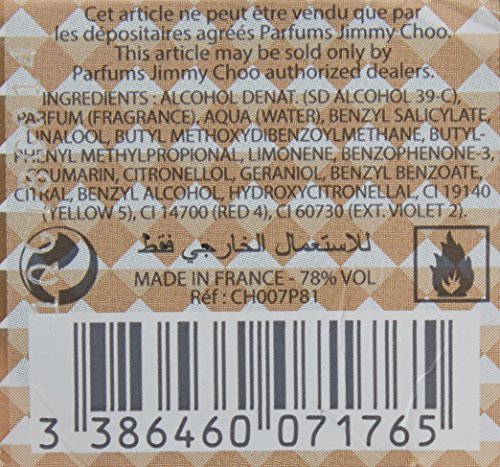 Cet article ne peut être vendu que par
les dépositaires agréés Parfums Jimmy Choo.
This article may be sold only by
Parfums Jimmy Choo authorized dealers.
INGREDIENTS : ALCOHOL DENAT. (SD ALCOHOL 39-C),
PARFUM (FRAGRANCE), AQUA (WATER), BENZYL SALICYLATE,
LINALOOL, BUTYL METHOXYDIBENZOYLMETHANE, BUTYL-
PHENYL METHYLPROPIONAL, LIMONENE, BENZOPHENONE-3,
COUMARIN, CITRONELLOL, GERANIOL, BENZYL BENZOATE,
CITRAL, BENZYL ALCOHOL, HYDROXYCITRONELLAL, CI 19140
(YELLOW 5), CI 14700 (RED 4), CI 60730 (EXT. VIOLET 2).
للاستعمال الخارجي فقط
MADE IN FRANCE - 78% VOL
Réf : CH007P81
3 386460 071765